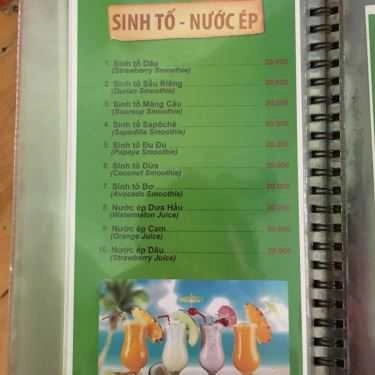 SINH TỐ - NƯỚC ÉP
1. Sinh tố Dâu
(Strawberry Smoothie)
2. Sinh tố Sầu Riêng
(Durian Smoothie)
3. Sinh tố Mãng Cầu
(Soursop Smoothie)
4. Sinh tố Sapôchê
(Sapodilla Smoothie)
5. Sinh tố Đu Đủ
(Papaya Smoothie)
6. Sinh tố Dừa
(Coconut Smoothie)
7. Sinh tố Bơ
(Avocado Smoothie)
8. Nước ép Dưa Hấu
(Watermelon Juice)
9. Nước ép Cam
(Orange Juice)
10. Nước ép Dâu
(Strawberry Juice)